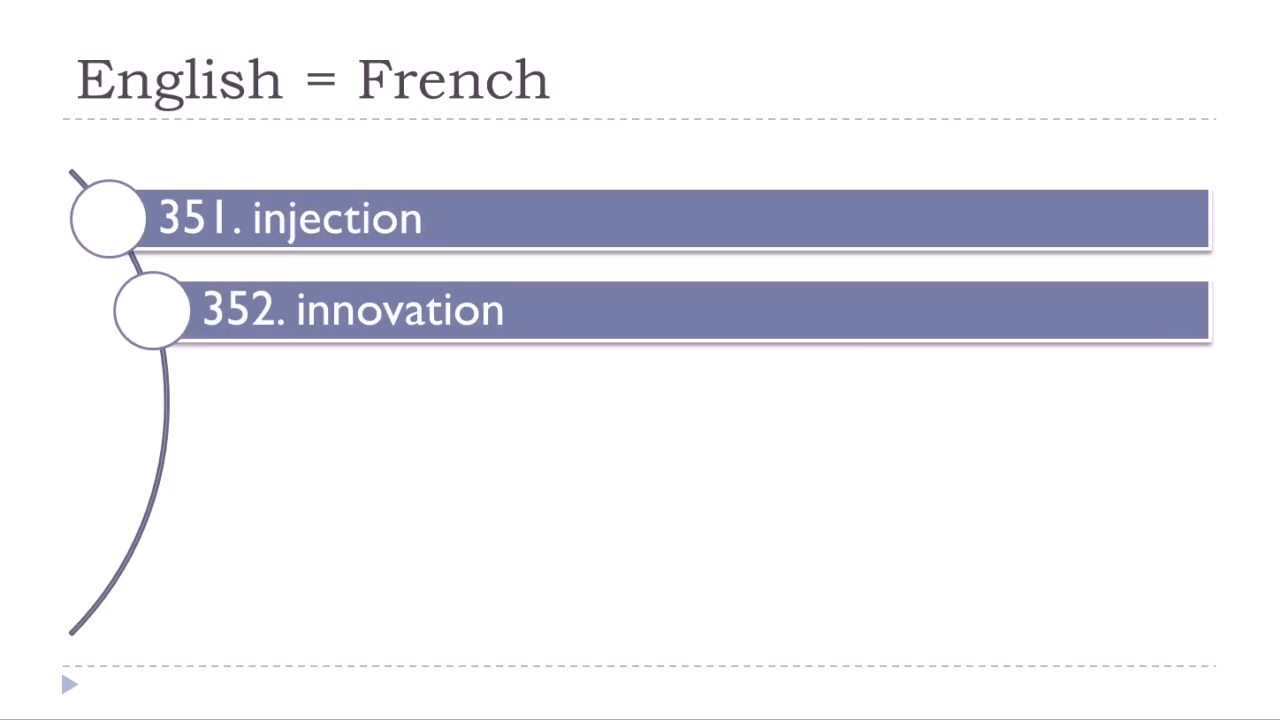 English = French
351. injection
352. innovation